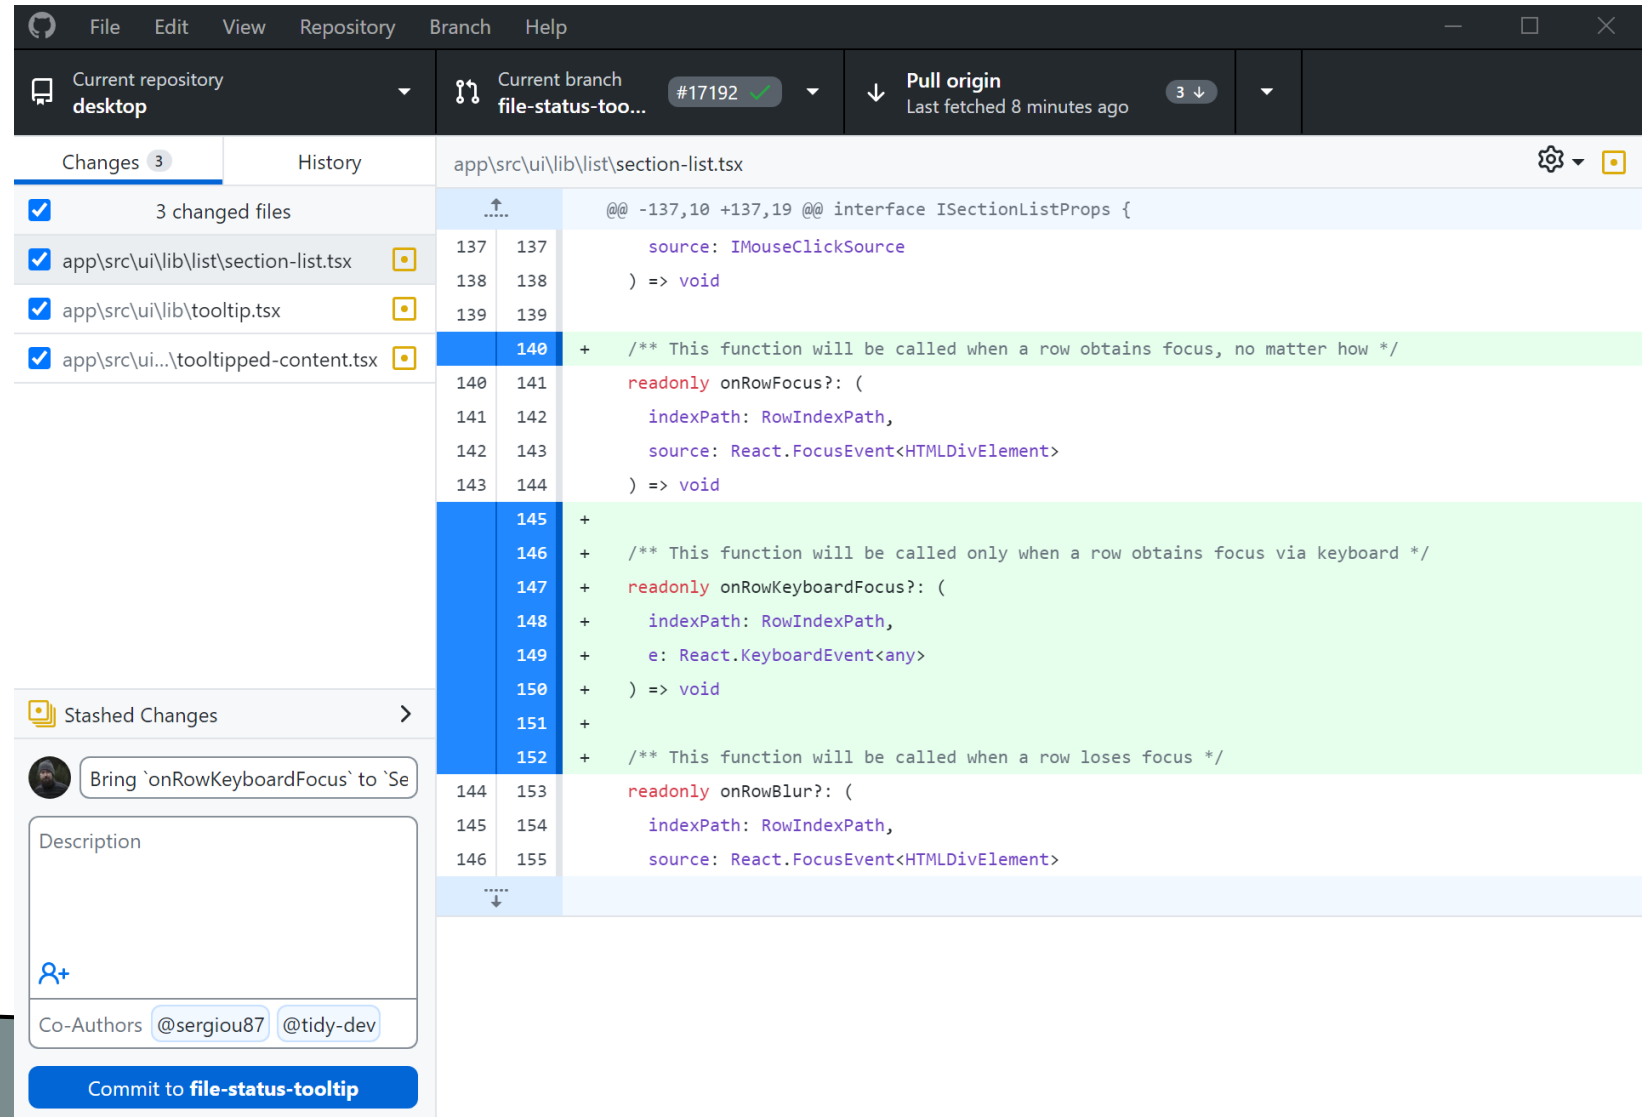 File Edit View Repository Branch Help
Current repository
desktop
Current branch
file-status-too...
#17192
Pull origin
Last fetched 8 minutes ago
3
Changes 3
History
3 changed files
app\src\ui\lib\list\section-list.tsx
app\src\ui\lib\tooltip.tsx
app\src\ui...\tooltipped-content.tsx
Stashed Changes
Bring `onRowKeyboardFocus` to `Se
Description
Co-Authors @sergiou87 @tidy-dev
Commit to file-status-tooltip
app\src\ui\lib\list\section-list.tsx
@@ -137,10 +137,19 @@ interface ISectionListProps {
137 137 source: IMouseClickSource
138 138 ) => void
139 139
140 + /** This function will be called when a row obtains focus, no matter how */
140 141 readonly onRowFocus?: (
141 142 indexPath: RowIndexPath,
142 143 source: React.FocusEvent<HTMLDivElement>
143 144 ) => void
145 +
146 + /** This function will be called only when a row obtains focus via keyboard */
147 + readonly onRowKeyboardFocus?: (
148 + indexPath: RowIndexPath,
149 + e: React.KeyboardEvent<any>
150 + ) => void
151 +
152 + /** This function will be called when a row loses focus */
144 153 readonly onRowBlur?: (
145 154 indexPath: RowIndexPath,
146 155 source: React.FocusEvent<HTMLDivElement>